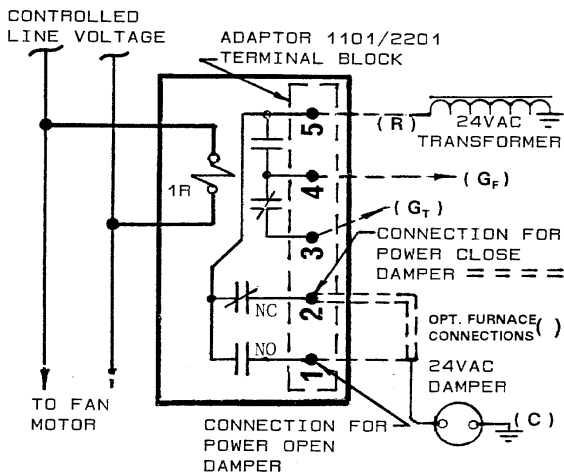 CONTROLLED
LINE VOLTAGE
ADAPTOR 1101/2201
TERMINAL BLOCK
5
(R)
24VAC
TRANSFORMER
1R
4
(GF)
(GT)
3
CONNECTION FOR
POWER CLOSE
DAMPER ====
2
NC
OPT. FURNACE
CONNECTIONS ( )
NO
1
24VAC
DAMPER
TO FAN
MOTOR
CONNECTION FOR
POWER OPEN
DAMPER
(C)